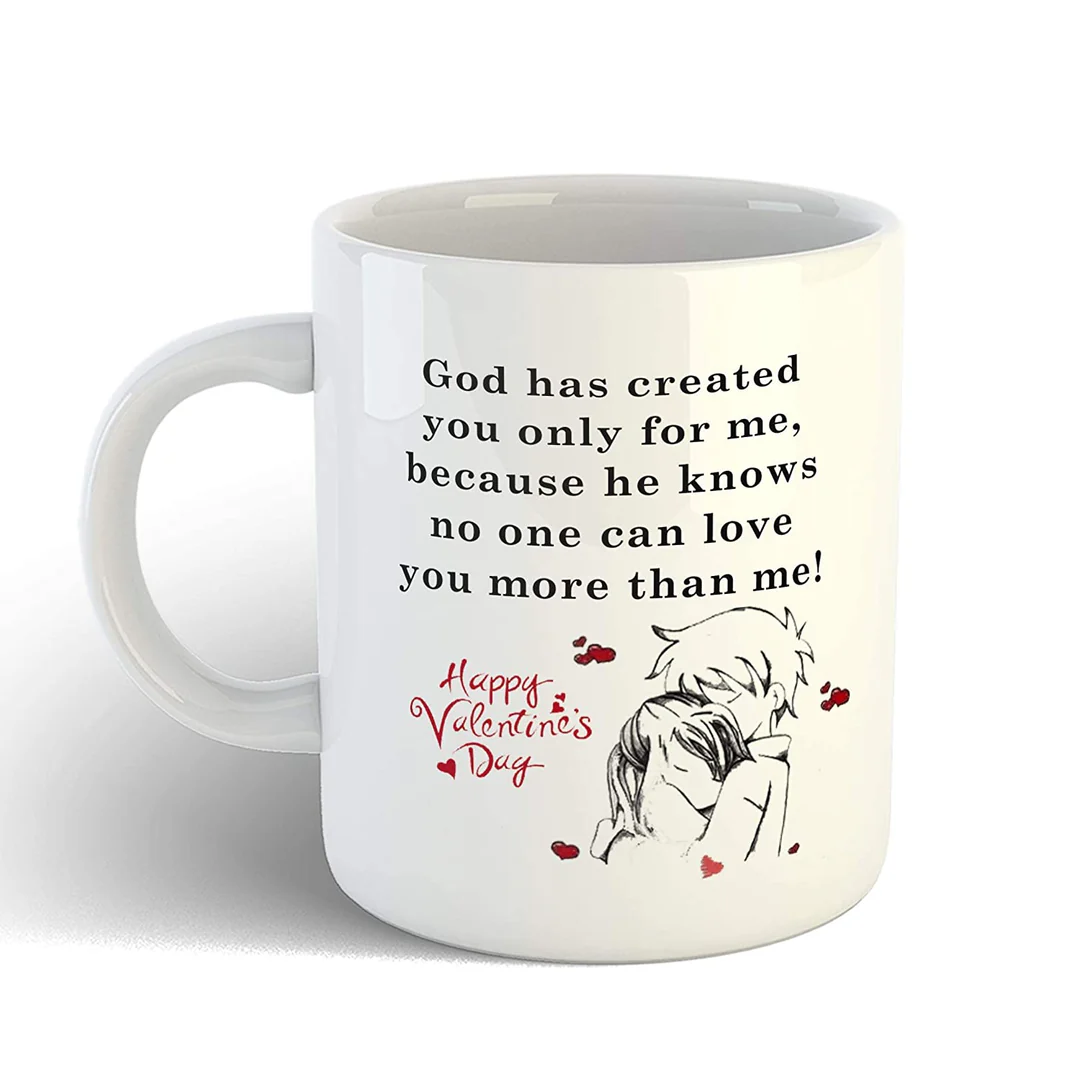 God has created
you only for me,
because he knows
no one can love
you more than me!
Happy
Valentine's
Day